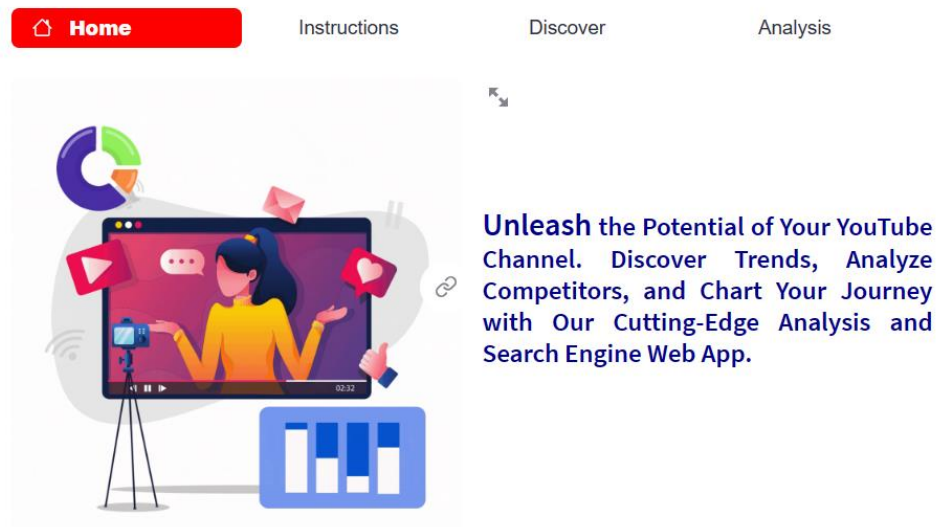 Home
Instructions
Discover
Analysis
Unleash the Potential of Your YouTube
Channel. Discover Trends, Analyze
Competitors, and Chart Your Journey
with Our Cutting-Edge Analysis and
Search Engine Web App.
02:32